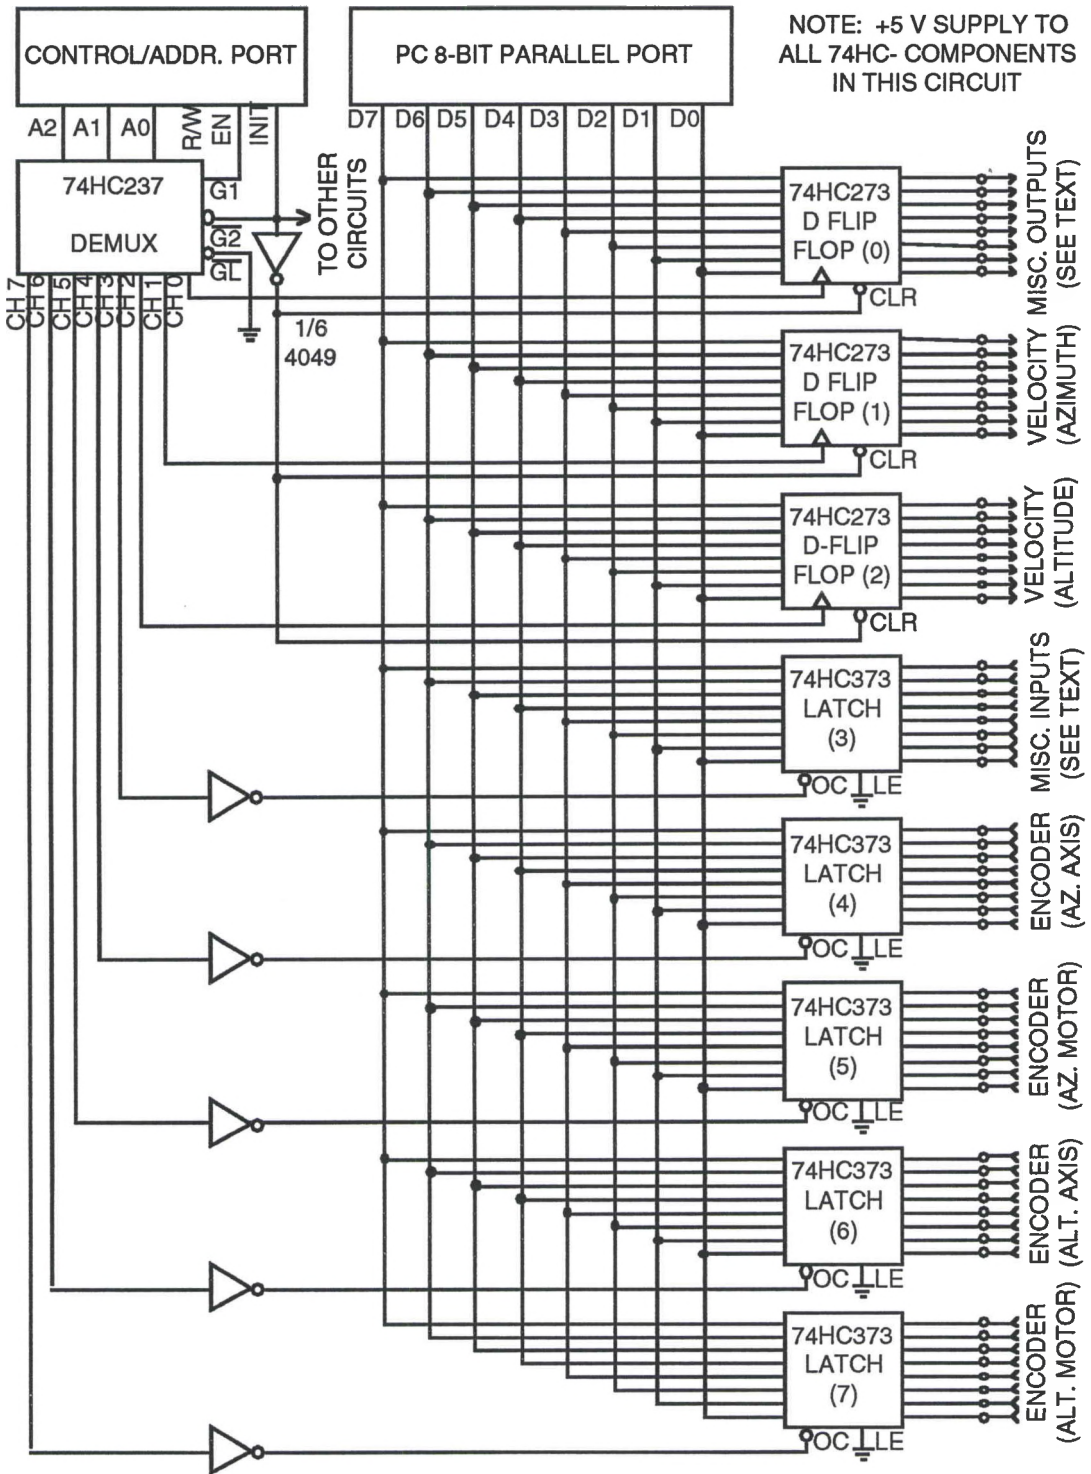 CONTROL/ADDR. PORT
PC 8-BIT PARALLEL PORT
NOTE: +5 V SUPPLY TO
ALL 74HC- COMPONENTS
IN THIS CIRCUIT
A2
A1
A0
R/W
EN
INIT
D7
D6
D5
D4
D3
D2
D1
D0
74HC237
DEMUX
G1
G2
GL
TO OTHER
CIRCUITS
CH 7
CH 6
CH 5
CH 4
CH 3
CH 2
CH 1
CH 0
1/6
4049
74HC273
D FLIP
FLOP (0)
CLR
MISC. OUTPUTS
(SEE TEXT)
74HC273
D FLIP
FLOP (1)
CLR
VELOCITY
(AZIMUTH)
74HC273
D-FLIP
FLOP (2)
CLR
VELOCITY
(ALTITUDE)
74HC373
LATCH
(3)
OC
LE
MISC. INPUTS
(SEE TEXT)
74HC373
LATCH
(4)
OC
LE
ENCODER
(AZ. AXIS)
74HC373
LATCH
(5)
OC
LE
ENCODER
(AZ. MOTOR)
74HC373
LATCH
(6)
OC
LE
ENCODER
(ALT. AXIS)
74HC373
LATCH
(7)
OC
LE
ENCODER
(ALT. MOTOR)